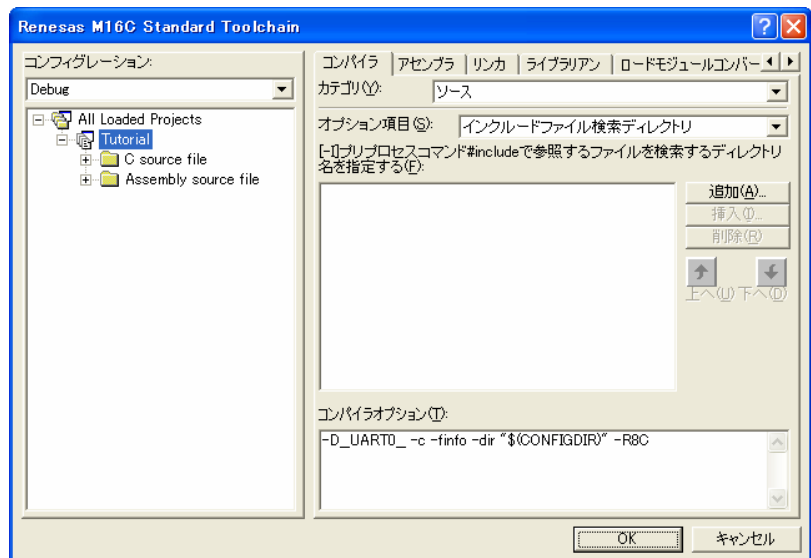 Renesas M16C Standard Toolchain
コンフィグレーション:
Debug
All Loaded Projects
Tutorial
C source file
Assembly source file
コンパイラ アセンブラ リンカ ライブラリアン ロードモジュールコンバー
カテゴリ(Y): ソース
オプション項目(S): インクルードファイル検索ディレクトリ
[-I]プリプロセスコマンド#includeで参照するファイルを検索するディレクトリ
名を指定する(F):
追加(A)...
挿入(I)...
削除(R)
上へ(U) 下へ(D)
コンパイラオプション(T):
-D_UART0_ -c -finfo -dir "$(CONFIGDIR)" -R8C
OK キャンセル